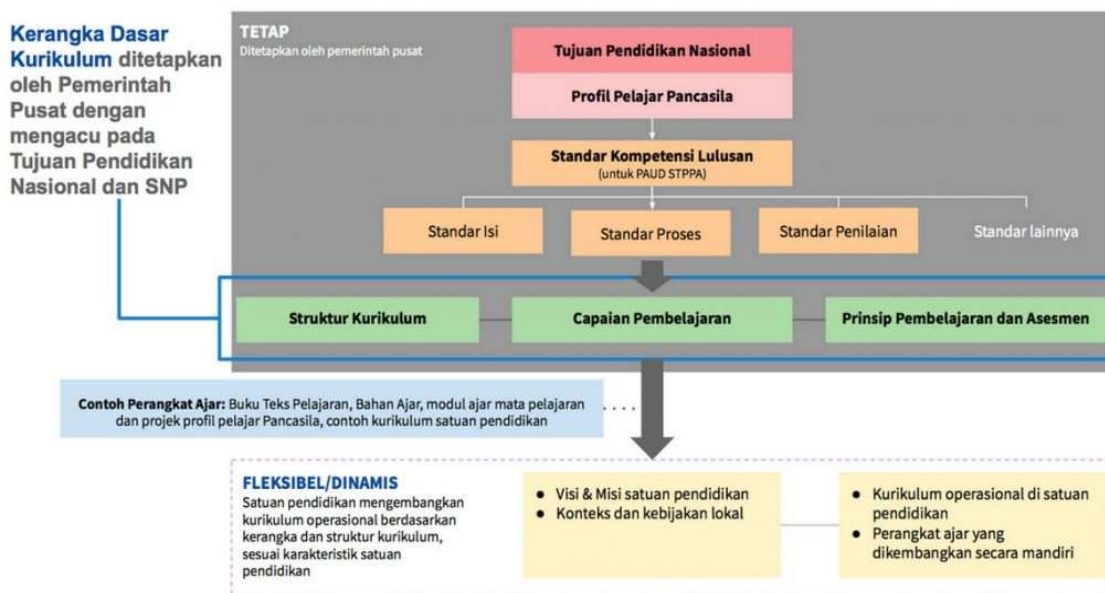 Kerangka Dasar
Kurikulum ditetapkan
oleh Pemerintah
Pusat dengan
mengacu pada
Tujuan Pendidikan
Nasional dan SNP
TETAP
Ditetapkan oleh pemerintah pusat
Tujuan Pendidikan Nasional
Profil Pelajar Pancasila
Standar Kompetensi Lulusan
(untuk PAUD STPPA)
Standar Isi
Standar Proses
Standar Penilaian
Standar lainnya
Struktur Kurikulum
Capaian Pembelajaran
Prinsip Pembelajaran dan Asesmen
Contoh Perangkat Ajar: Buku Teks Pelajaran, Bahan Ajar, modul ajar mata pelajaran
dan projek profil pelajar Pancasila, contoh kurikulum satuan pendidikan
FLEKSIBEL/DINAMIS
Satuan pendidikan mengembangkan
kurikulum operasional berdasarkan
kerangka dan struktur kurikulum,
sesuai karakteristik satuan
pendidikan
● Visi & Misi satuan pendidikan
● Konteks dan kebijakan lokal
● Kurikulum operasional di satuan
pendidikan
● Perangkat ajar yang
dikembangkan secara mandiri